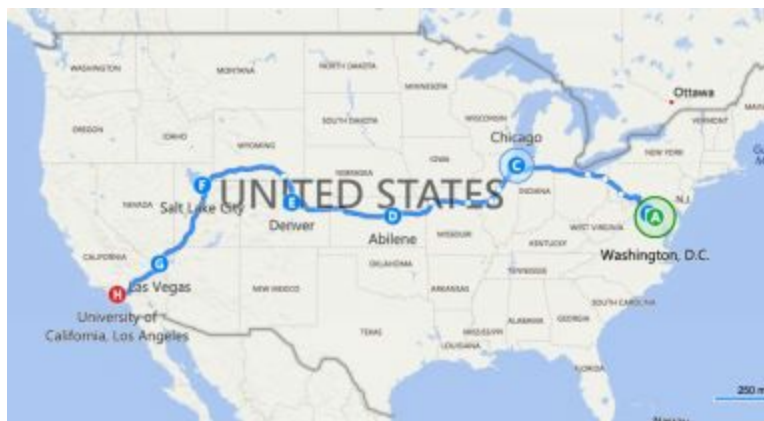 WASHINGTON
MONTANA
NORTH DAKOTA
MINNESOTA
Ottawa
OREGON
IDAHO
SOUTH DAKOTA
WISCONSIN
VERMONT
MAI
WYOMING
Chicago
C
NEW YORK
IOWA
F
NEBRASKA
UNITED STATES
INDIANA
N.J.
NEVADA
Salt Lake City
E
D
A
Denver
Abilene
MISSOURI
WEST VIRGINIA
KENTUCKY
Washington, D.C.
CALIFORNIA
G
OKLAHOMA
TENNESSEE
H
Las Vegas
NEW MEXICO
ARKANSAS
SOUTH CAROLINA
University of
California, Los Angeles
TEXAS
MISSISSIPPI
ALABAMA
GEORGIA
LOUISIANA
FLORIDA
250 m